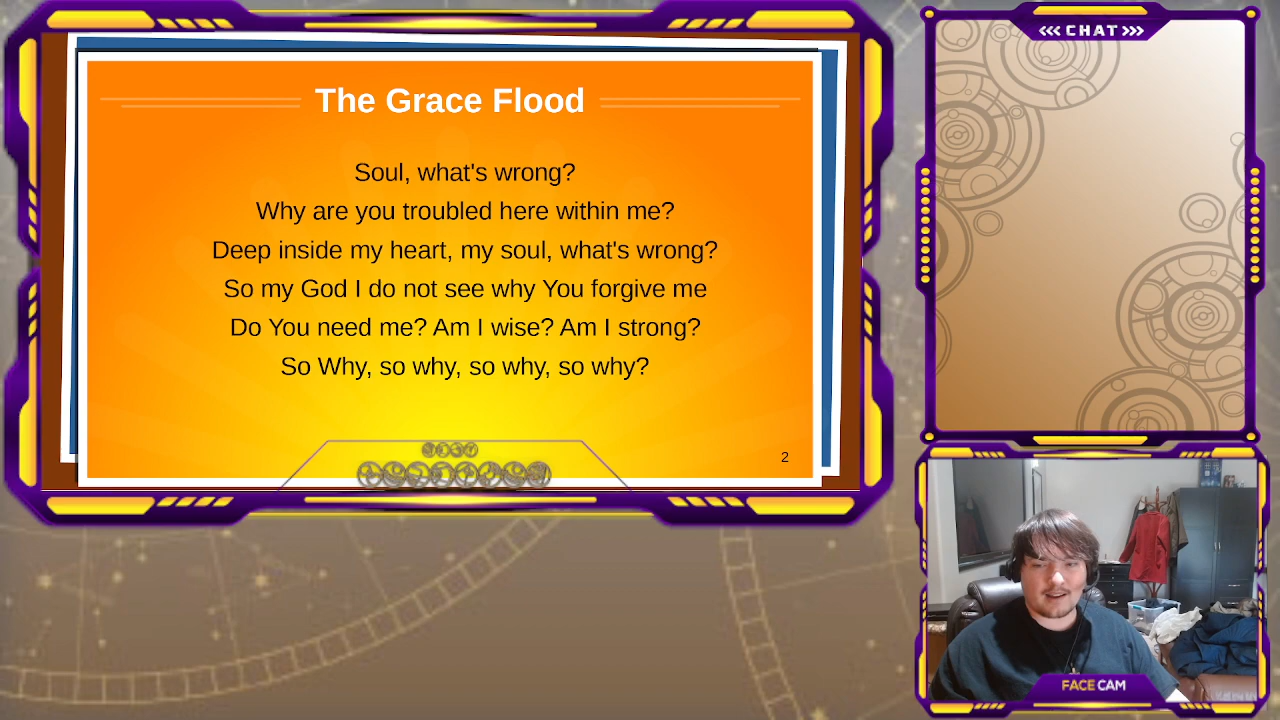 The Grace Flood
Soul, what's wrong?
Why are you troubled here within me?
Deep inside my heart, my soul, what's wrong?
So my God I do not see why You forgive me
Do You need me? Am I wise? Am I strong?
So Why, so why, so why, so why?
2
CHAT
FACE CAM